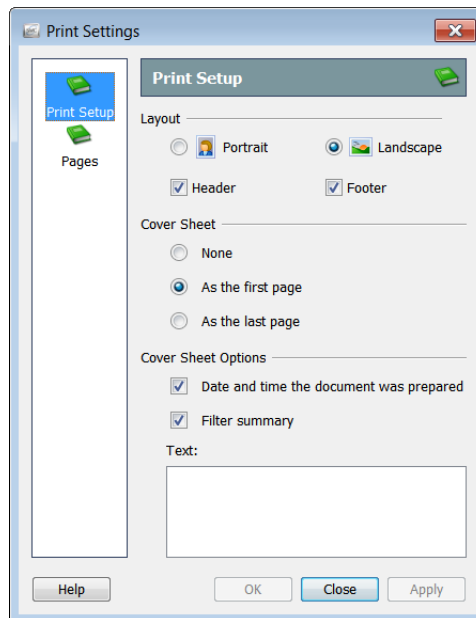 Print Settings
Print Setup
Pages
Print Setup
Layout
Portrait Landscape
Header Footer
Cover Sheet
None
As the first page
As the last page
Cover Sheet Options
Date and time the document was prepared
Filter summary
Text:
Help OK Close Apply